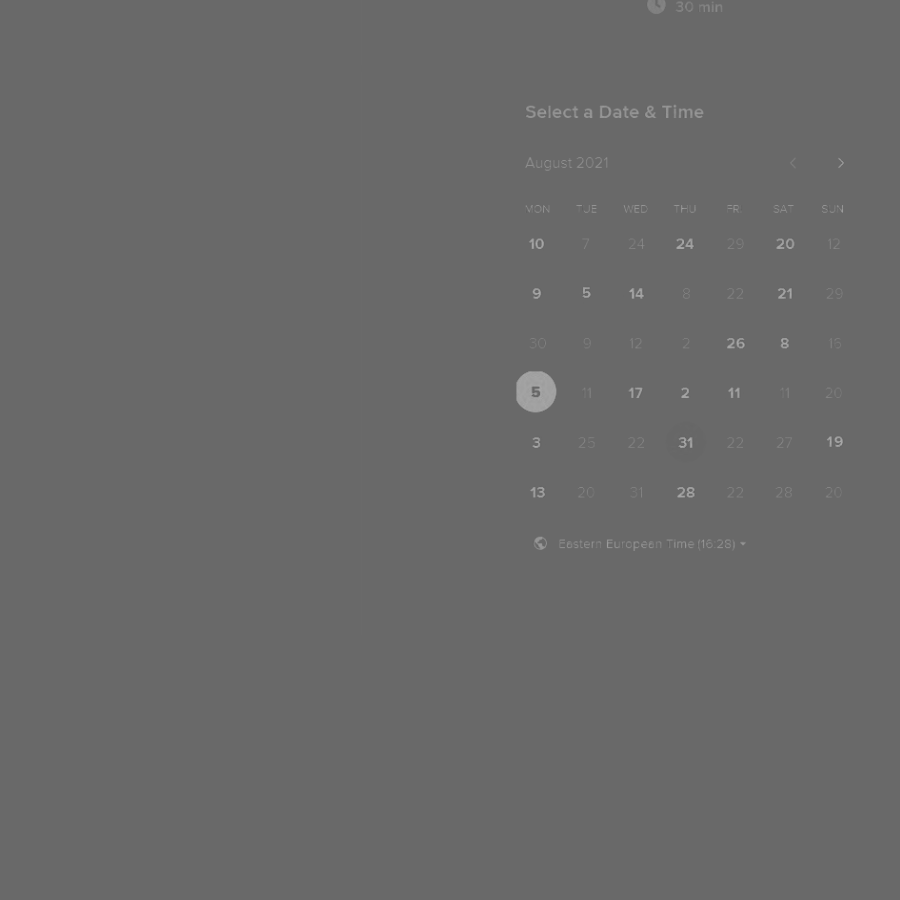 30 min
Select a Date & Time
August 2021
MON TUE WED THU FR SAT SUN
10 7 24 24 29 20 12
9 5 14 8 22 21 29
30 9 12 2 26 8 15
5 11 17 2 11 11 20
3 25 22 31 22 27 19
13 20 31 28 22 28 20
Eastern European Time (16:28)